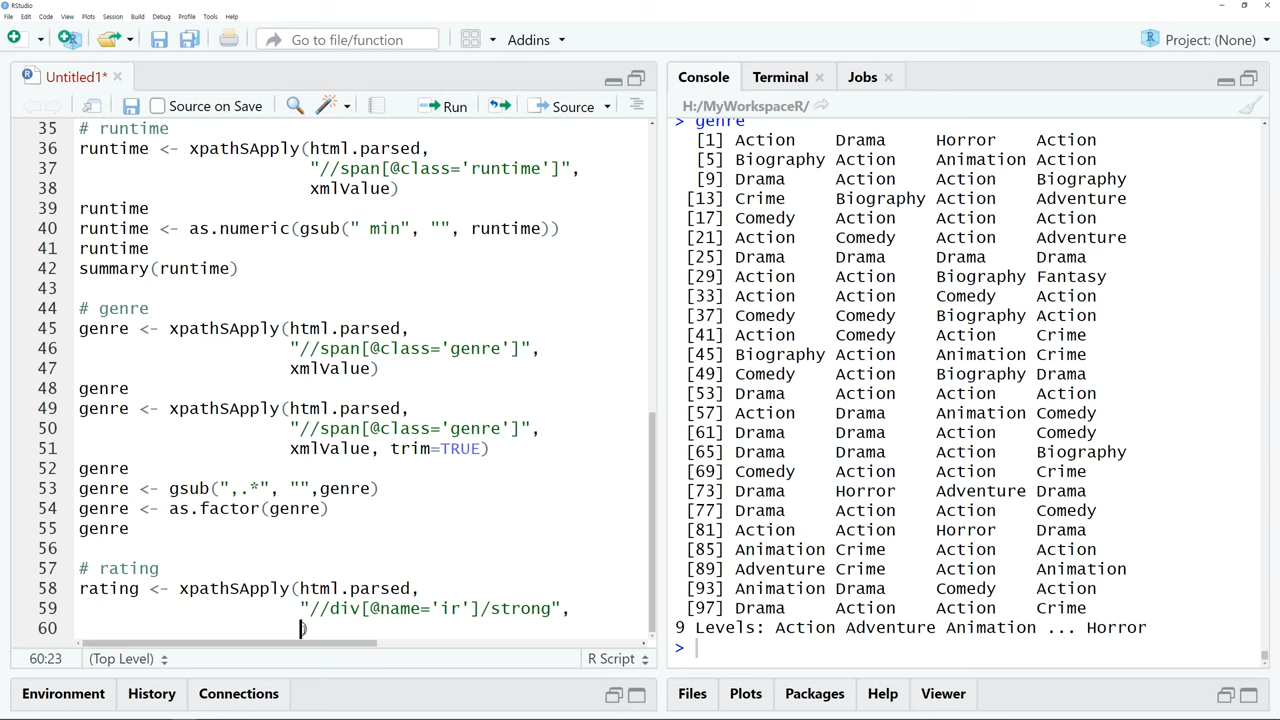 RStudio
File Edit Code View Plots Session Build Debug Profile Tools Help
Go to file/function Addins Project: (None)
Untitled1*
Source on Save Run Source
35 # runtime
36 runtime <- xpathSApply(html.parsed,
37 "//span[@class='runtime']",
38 xmlValue)
39 runtime
40 runtime <- as.numeric(gsub(" min", "", runtime))
41 runtime
42 summary(runtime)
43
44 # genre
45 genre <- xpathSApply(html.parsed,
46 "//span[@class='genre']",
47 xmlValue)
48 genre
49 genre <- xpathSApply(html.parsed,
50 "//span[@class='genre']",
51 xmlValue, trim=TRUE)
52 genre
53 genre <- gsub(",.*", "",genre)
54 genre <- as.factor(genre)
55 genre
56
57 # rating
58 rating <- xpathSApply(html.parsed,
59 "//div[@name='ir']/strong",
60 )
60:23 (Top Level) R Script
Environment History Connections
Console Terminal Jobs
H:/MyWorkspaceR/
> genre
[1] Action Drama Horror Action
[5] Biography Action Animation Action
[9] Drama Action Action Biography
[13] Crime Biography Action Adventure
[17] Comedy Action Action Action
[21] Action Comedy Action Adventure
[25] Drama Drama Drama Drama
[29] Action Action Biography Fantasy
[33] Action Action Comedy Action
[37] Comedy Comedy Biography Action
[41] Action Comedy Action Crime
[45] Biography Action Animation Crime
[49] Comedy Action Biography Drama
[53] Drama Action Action Action
[57] Action Drama Animation Comedy
[61] Drama Drama Action Comedy
[65] Drama Drama Action Biography
[69] Comedy Action Action Crime
[73] Drama Horror Adventure Drama
[77] Drama Action Action Comedy
[81] Action Action Horror Drama
[85] Animation Crime Action Action
[89] Adventure Crime Action Animation
[93] Animation Drama Comedy Action
[97] Drama Action Action Crime
9 Levels: Action Adventure Animation ... Horror
>
Files Plots Packages Help Viewer